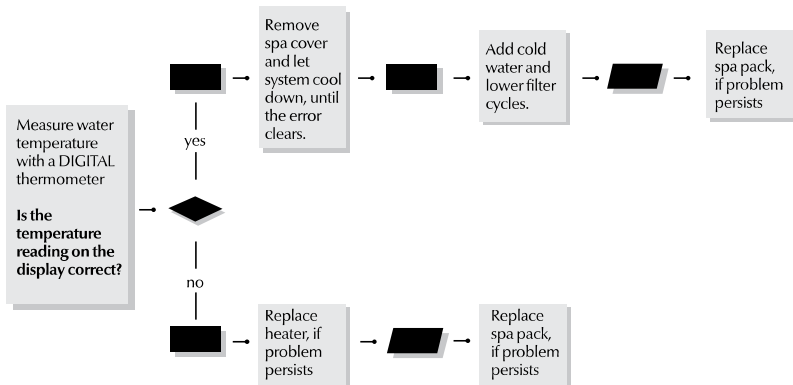 Measure water
temperature
with a DIGITAL
thermometer
Is the
temperature
reading on the
display correct?
yes
Remove
spa cover
and let
system cool
down, until
the error
clears.
Add cold
water and
lower filter
cycles.
Replace
spa pack,
if problem
persists
no
Replace
heater, if
problem
persists
Replace
spa pack,
if problem
persists